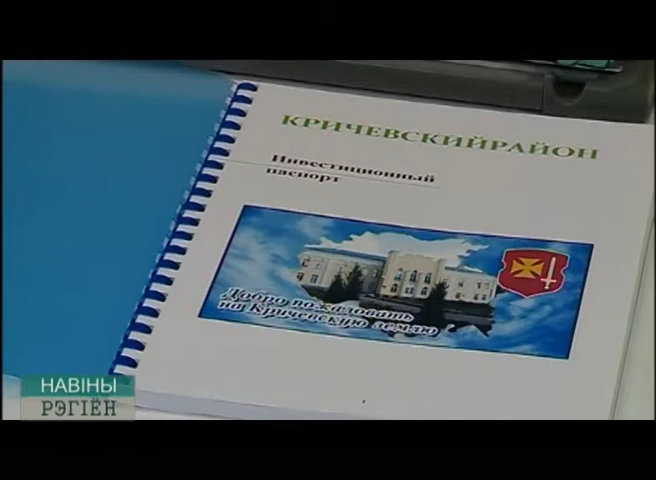 КРИЧЕВСКИЙРАЙОН
Инвестиционный
паспорт
Добро пожаловать
на Кричевскую землю
НАВІНЫ
РЭГІЁН